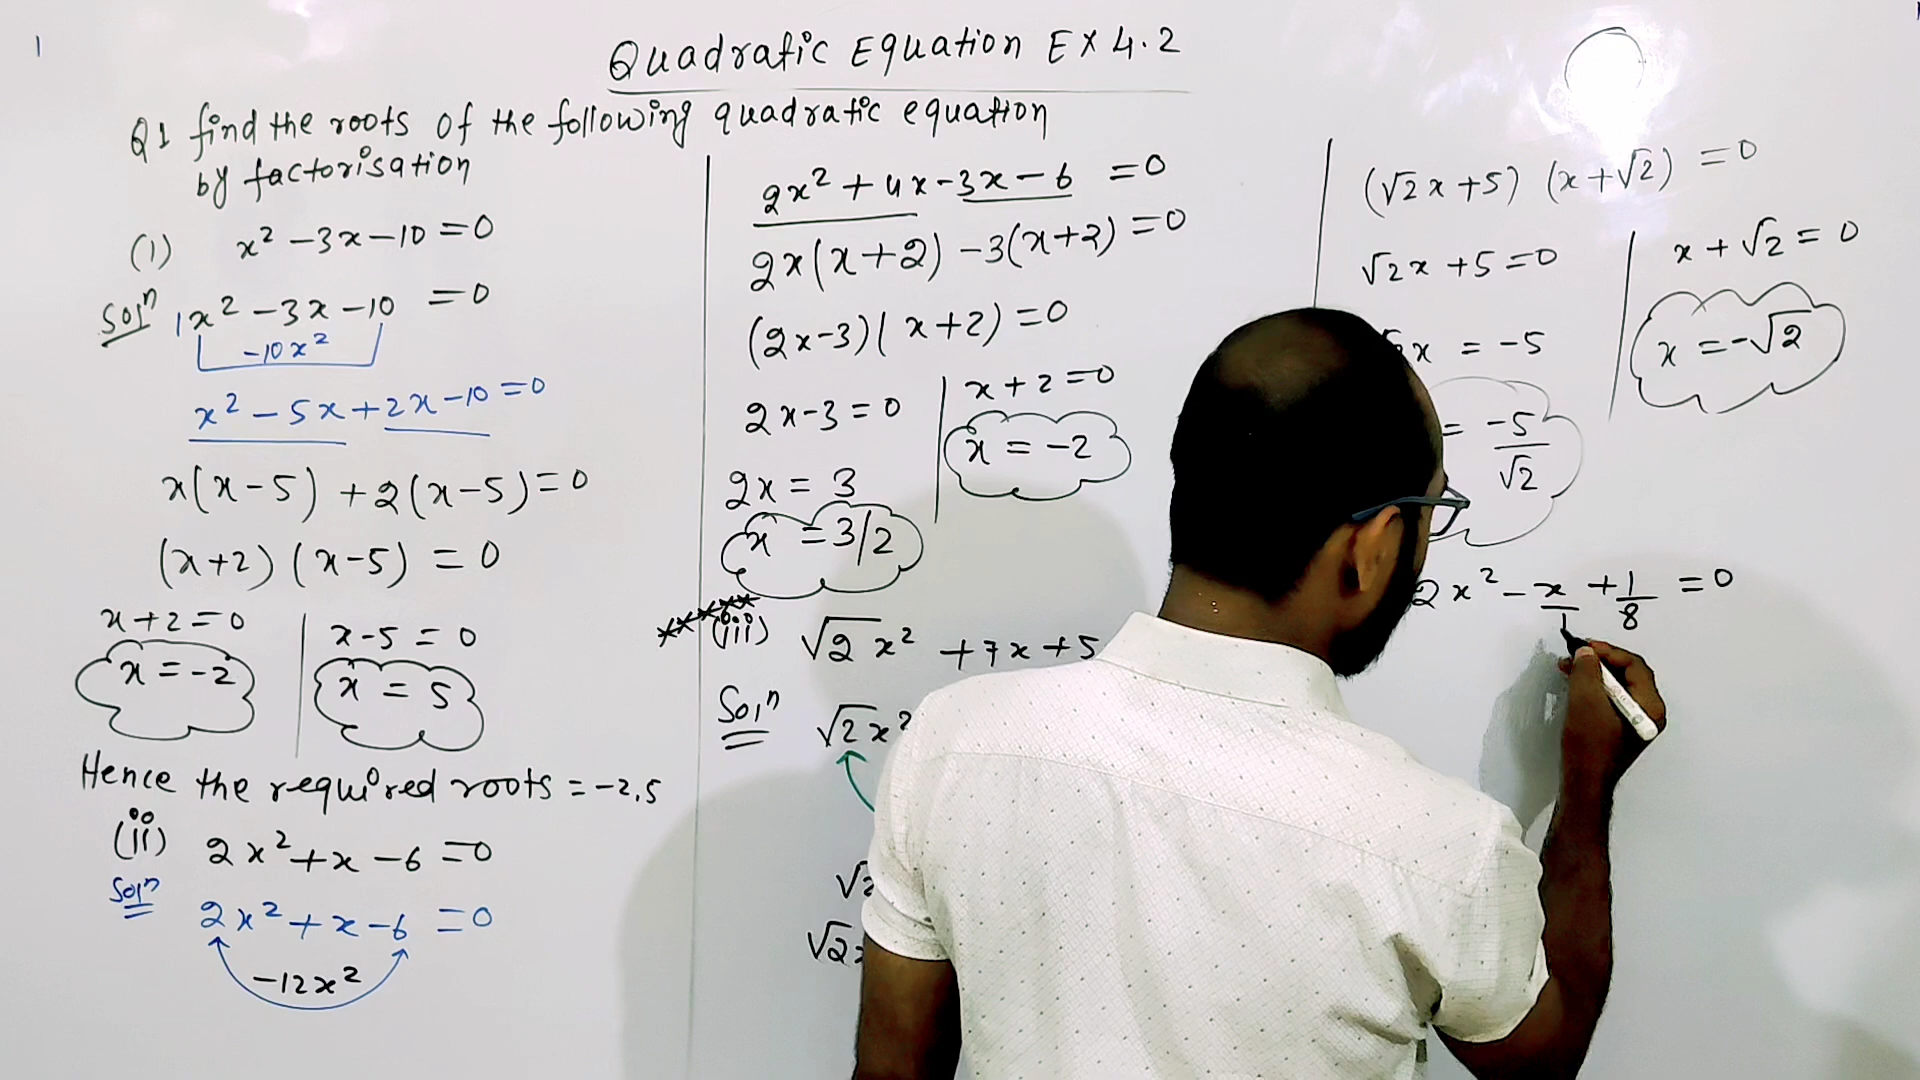 Quadratic Equation Ex 4.2
Q1 find the roots of the following quadratic equation
by factorisation
(1) x² - 3x - 10 = 0
Solⁿ 1x² - 3x - 10 = 0
-10x²
x² - 5x + 2x - 10 = 0
x(x-5) + 2(x-5) = 0
(x+2) (x-5) = 0
x+2 = 0
x = -2
x-5 = 0
x = 5
Hence the required roots = -2,5
(ii) 2x² + x - 6 = 0
Solⁿ 2x² + x - 6 = 0
-12x²
2x² + 4x - 3x - 6 = 0
2x(x+2) - 3(x+2) = 0
(2x-3)(x+2) = 0
2x-3 = 0
2x = 3
x = 3/2
x+2 = 0
x = -2
(iii) √2x² + 7x + 5
Solⁿ √2x²
√2
√2x
(√2x+5) (x+√2) = 0
√2x + 5 = 0
x = -5
= -5/√2
x + √2 = 0
x = -√2
2x² - x/1 + 1/8 = 0